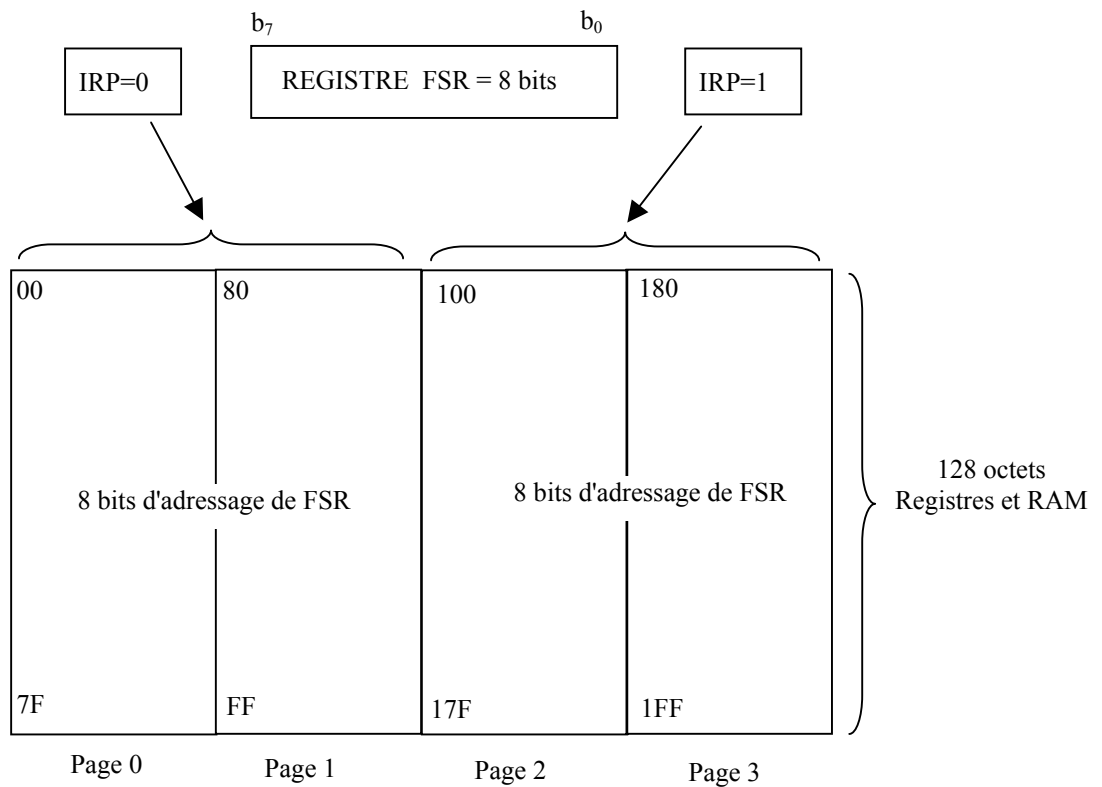 b₇
b₀
IRP=0
REGISTRE FSR = 8 bits
IRP=1
00
80
100
180
8 bits d'adressage de FSR
8 bits d'adressage de FSR
128 octets
Registres et RAM
7F
FF
17F
1FF
Page 0
Page 1
Page 2
Page 3